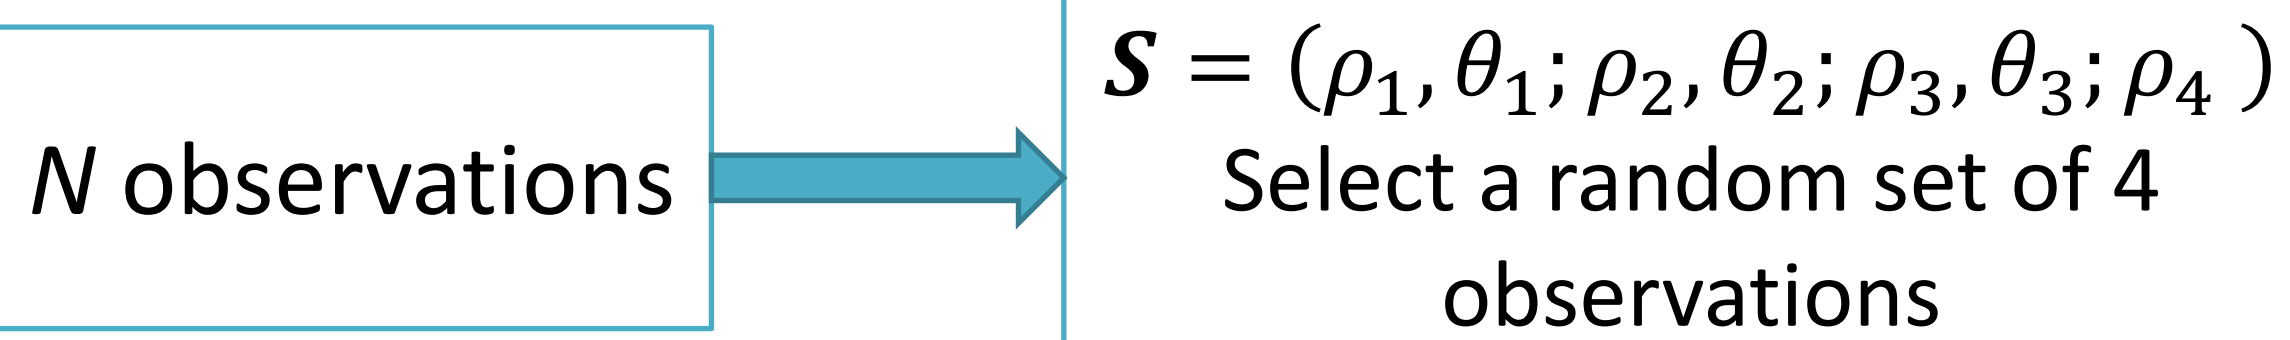 N observations
𝑺 = (𝜌₁, 𝜃₁; 𝜌₂, 𝜃₂; 𝜌₃, 𝜃₃; 𝜌₄ )
Select a random set of 4
observations